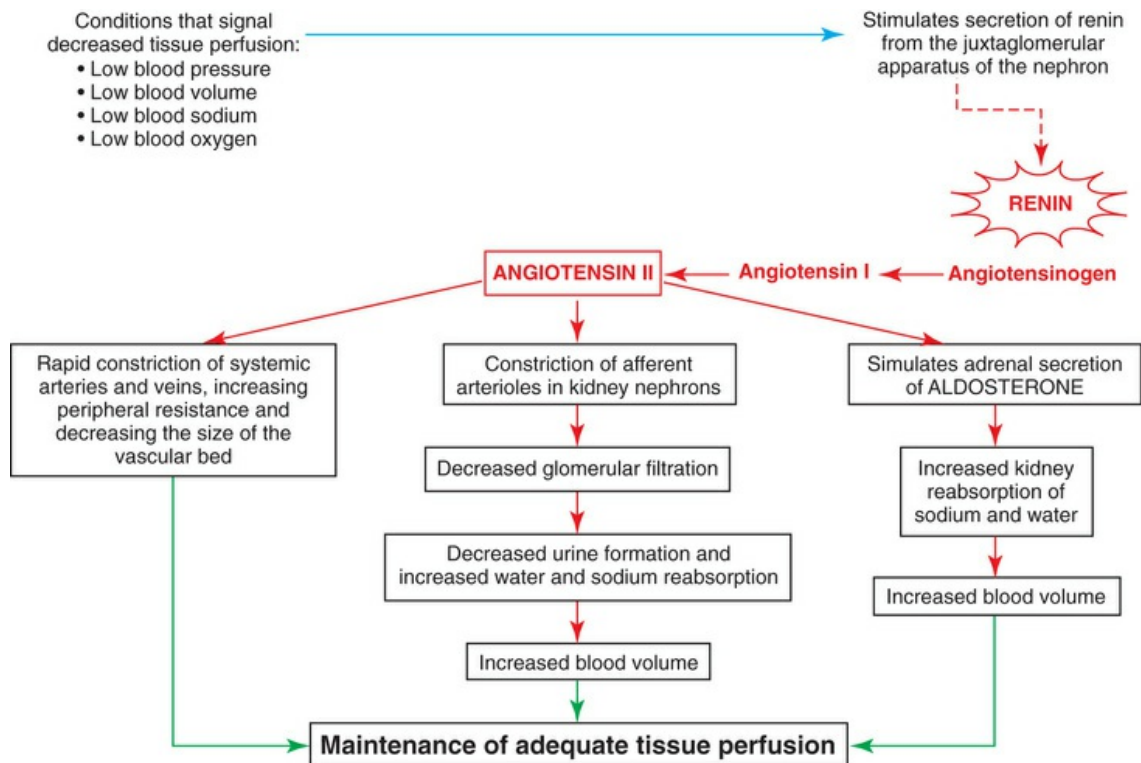 Conditions that signal
decreased tissue perfusion:
• Low blood pressure
• Low blood volume
• Low blood sodium
• Low blood oxygen
Stimulates secretion of renin
from the juxtaglomerular
apparatus of the nephron
RENIN
ANGIOTENSIN II
Angiotensin I
Angiotensinogen
Rapid constriction of systemic
arteries and veins, increasing
peripheral resistance and
decreasing the size of the
vascular bed
Constriction of afferent
arterioles in kidney nephrons
Decreased glomerular filtration
Decreased urine formation and
increased water and sodium reabsorption
Increased blood volume
Simulates adrenal secretion
of ALDOSTERONE
Increased kidney
reabsorption of
sodium and water
Increased blood volume
Maintenance of adequate tissue perfusion